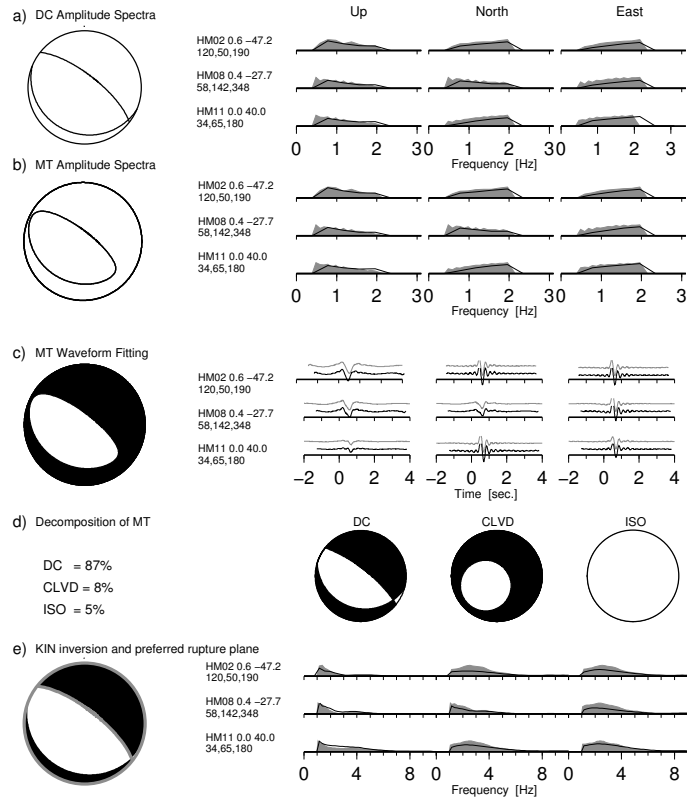 a) DC Amplitude Spectra
Up North East
HM02 0.6 −47.2
120,50,190
HM08 0.4 −27.7
58,142,348
HM11 0.0 40.0
34,65,180
0 1 2 30 1 2 30 1 2 3
Frequency [Hz]
b) MT Amplitude Spectra
HM02 0.6 −47.2
120,50,190
HM08 0.4 −27.7
58,142,348
HM11 0.0 40.0
34,65,180
0 1 2 30 1 2 30 1 2 3
Frequency [Hz]
c) MT Waveform Fitting
HM02 0.6 −47.2
120,50,190
HM08 0.4 −27.7
58,142,348
HM11 0.0 40.0
34,65,180
−2 0 2 4 −2 0 2 4 −2 0 2 4
Time [sec.]
d) Decomposition of MT
DC CLVD ISO
DC = 87%
CLVD = 8%
ISO = 5%
e) KIN inversion and preferred rupture plane
HM02 0.6 −47.2
120,50,190
HM08 0.4 −27.7
58,142,348
HM11 0.0 40.0
34,65,180
0 4 8 0 4 8 0 4 8
Frequency [Hz]